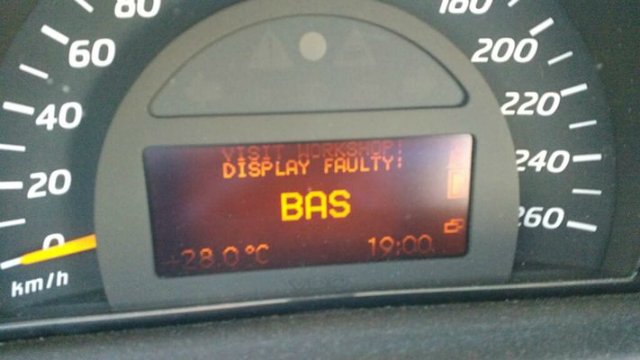 80
60
40
20
0
km/h
180
200
220
240
260
VISIT WORKSHOP!
DISPLAY FAULTY:
BAS
+28.0°C
19:00